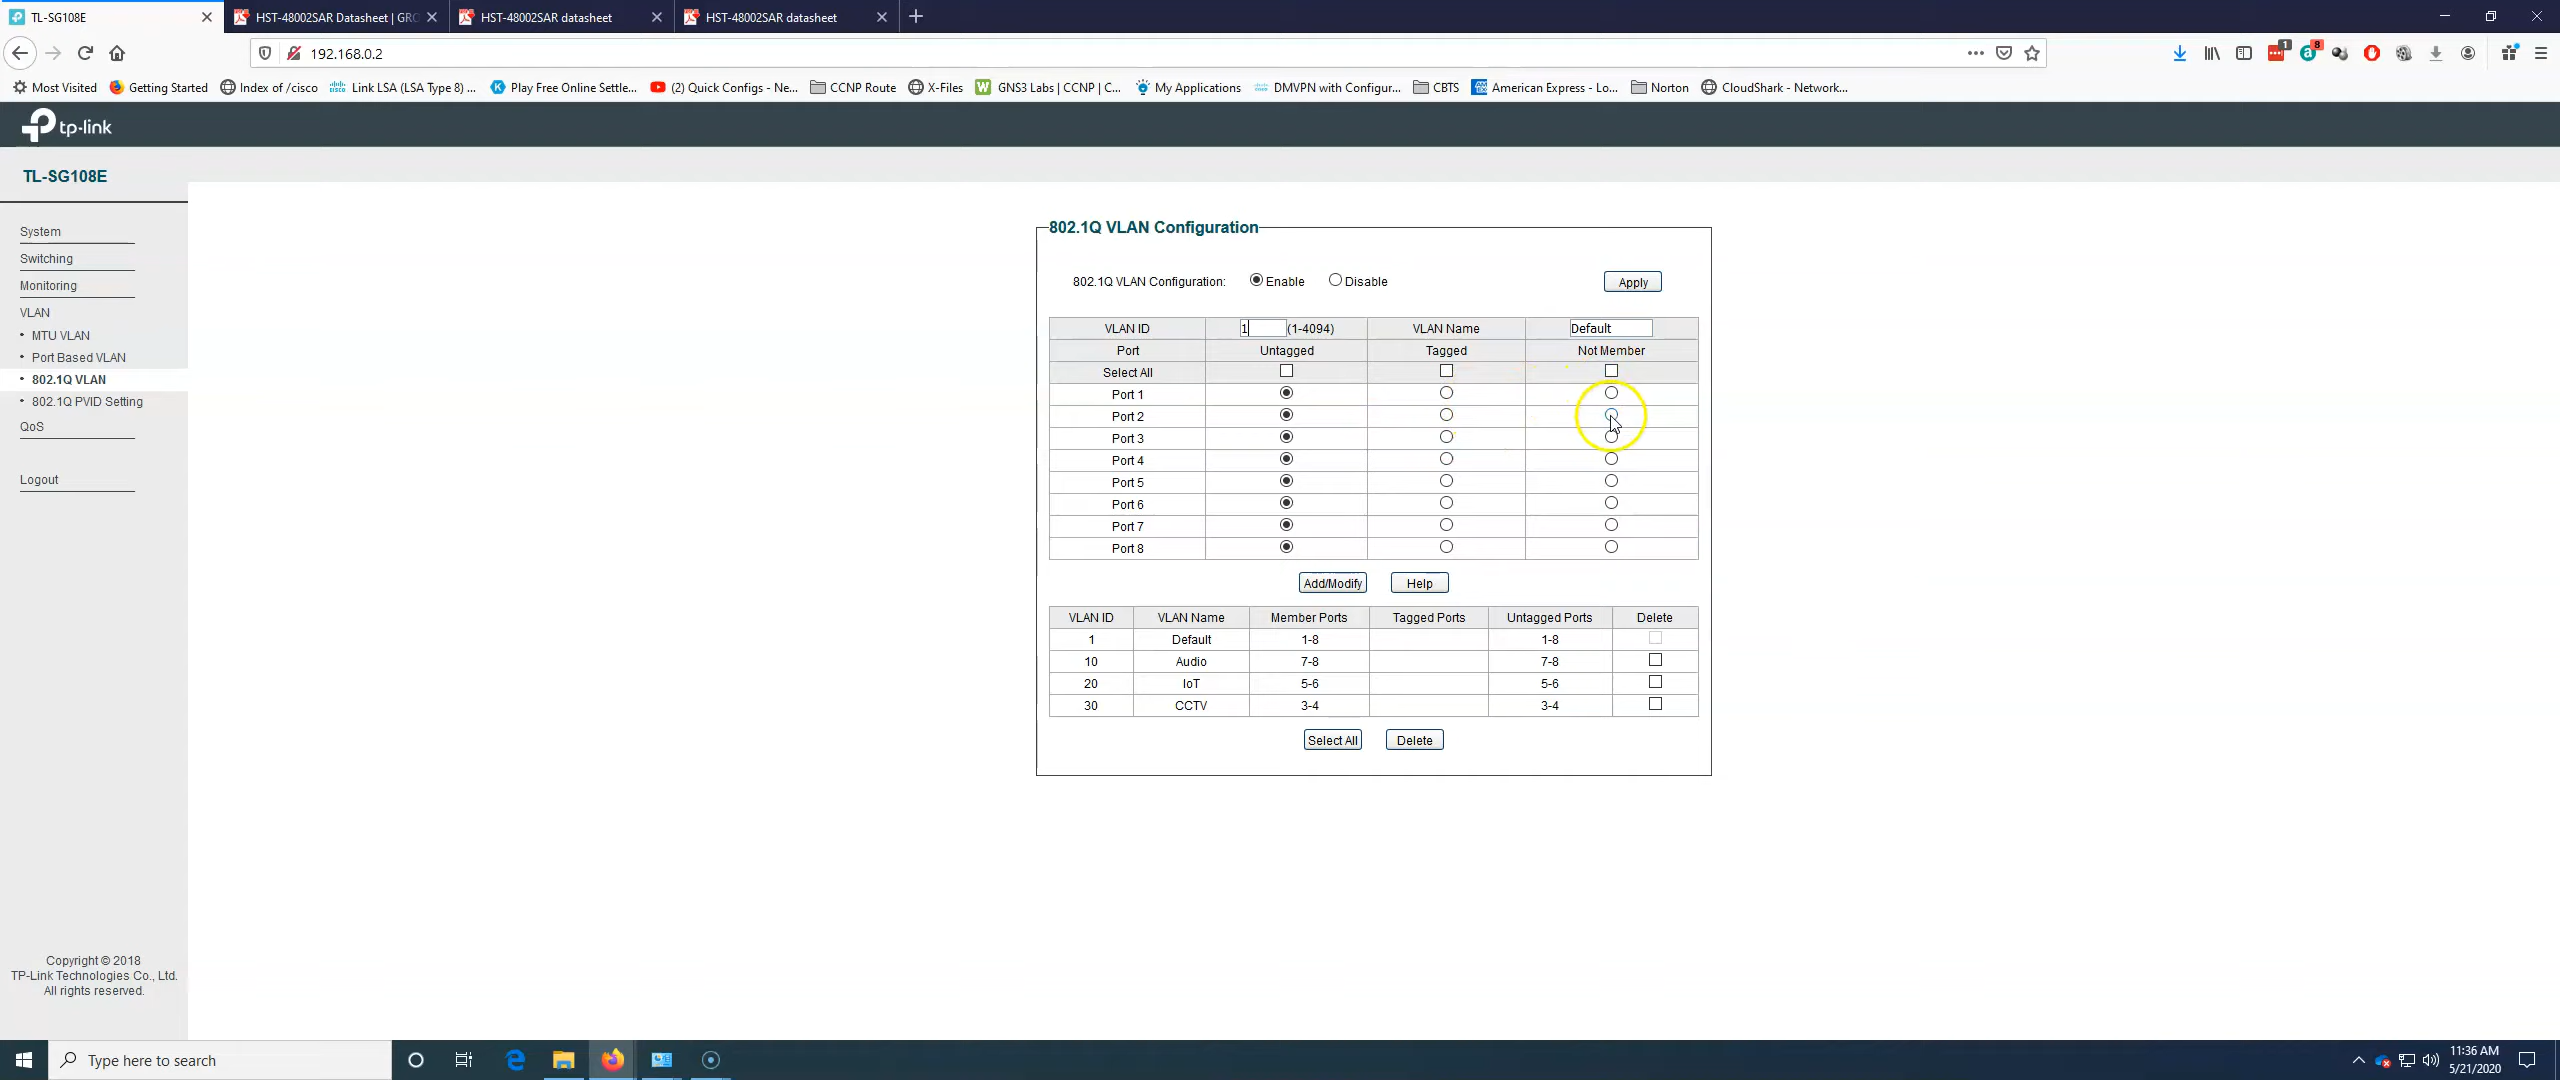 TL-SG108E
HST-48002SAR Datasheet | GRC
HST-48002SAR datasheet
HST-48002SAR datasheet
192.168.0.2
1
8
Most Visited
Getting Started
Index of /cisco
Link LSA (LSA Type 8) ...
Play Free Online Settle...
(2) Quick Configs - Ne...
CCNP Route
X-Files
GNS3 Labs | CCNP | C...
My Applications
DMVPN with Configur...
CBTS
American Express - Lo...
Norton
CloudShark - Network...
tp-link
TL-SG108E
System
Switching
Monitoring
VLAN
MTU VLAN
Port Based VLAN
802.1Q VLAN
802.1Q PVID Setting
QoS
Logout
802.1Q VLAN Configuration
802.1Q VLAN Configuration: Enable Disable Apply
VLAN ID 1 (1-4094) VLAN Name Default
Port Untagged Tagged Not Member
Select All
Port 1
Port 2
Port 3
Port 4
Port 5
Port 6
Port 7
Port 8
Add/Modify Help
VLAN ID VLAN Name Member Ports Tagged Ports Untagged Ports Delete
1 Default 1-8 1-8
10 Audio 7-8 7-8
20 IoT 5-6 5-6
30 CCTV 3-4 3-4
Select All Delete
Copyright © 2018
TP-Link Technologies Co., Ltd.
All rights reserved.
Type here to search
11:36 AM
5/21/2020